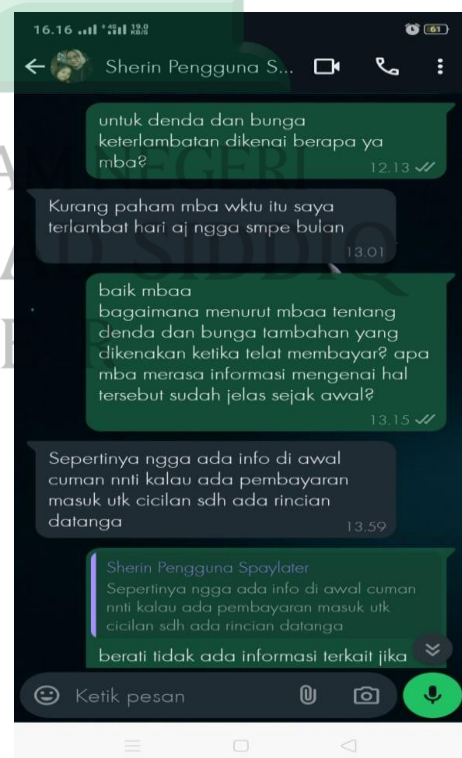 16.16 4G 19.0 KB/S 61
Sherin Pengguna S...
untuk denda dan bunga
keterlambatan dikenai berapa ya
mba?
12.13
Kurang paham mba wktu itu saya
terlambat hari aj ngga smpe bulan
13.01
baik mbaa
bagaimana menurut mbaa tentang
denda dan bunga tambahan yang
dikenakan ketika telat membayar? apa
mba merasa informasi mengenai hal
tersebut sudah jelas sejak awal?
13.15
Sepertinya ngga ada info di awal
cuman nnti kalau ada pembayaran
masuk utk cicilan sdh ada rincian
datanga
13.59
Sherin Pengguna Spaylater
Sepertinya ngga ada info di awal cuman
nnti kalau ada pembayaran masuk utk
cicilan sdh ada rincian datanga
berati tidak ada informasi terkait jika
Ketik pesan